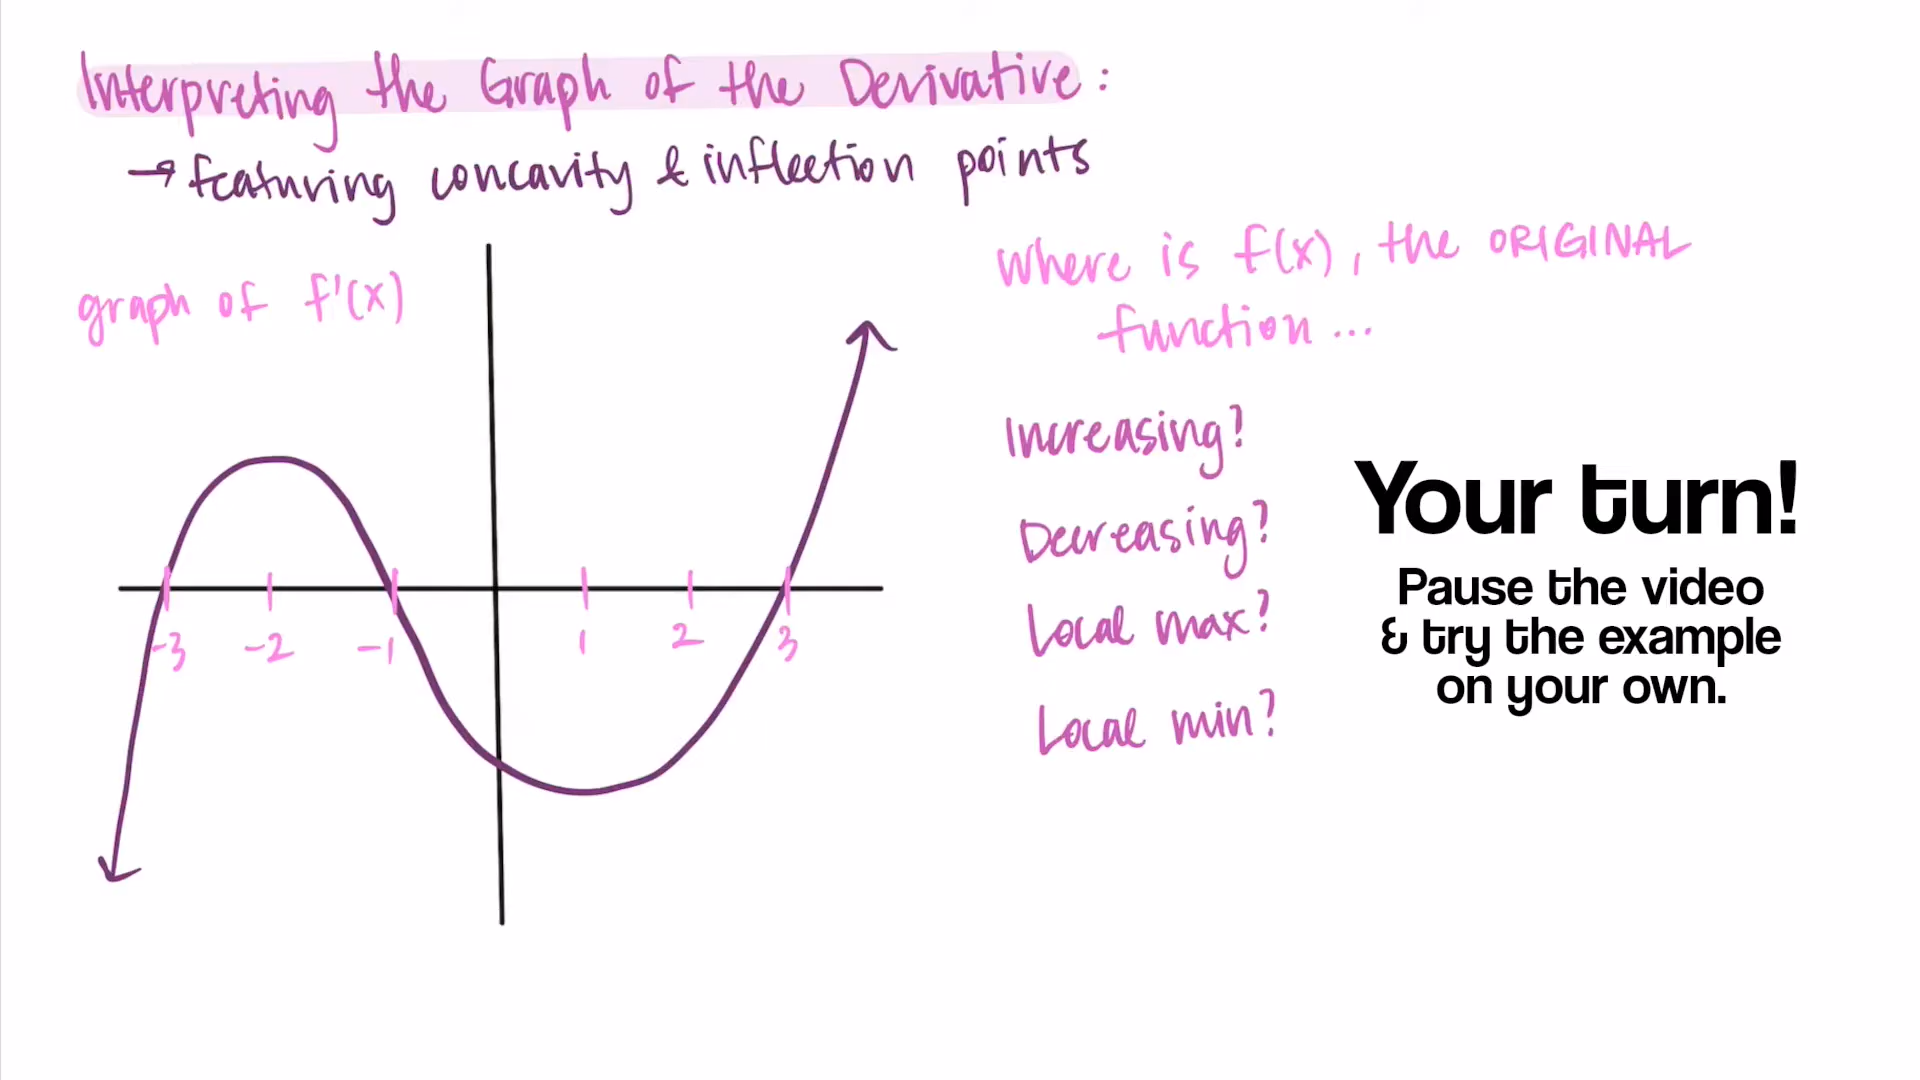 Interpreting the Graph of the Derivative:
→ featuring concavity & inflection points
graph of f'(x)
where is f(x), the ORIGINAL
function ...
Increasing?
Decreasing?
Local max?
Local min?
Your turn!
Pause the video
& try the example
on your own.
-3 -2 -1 1 2 3